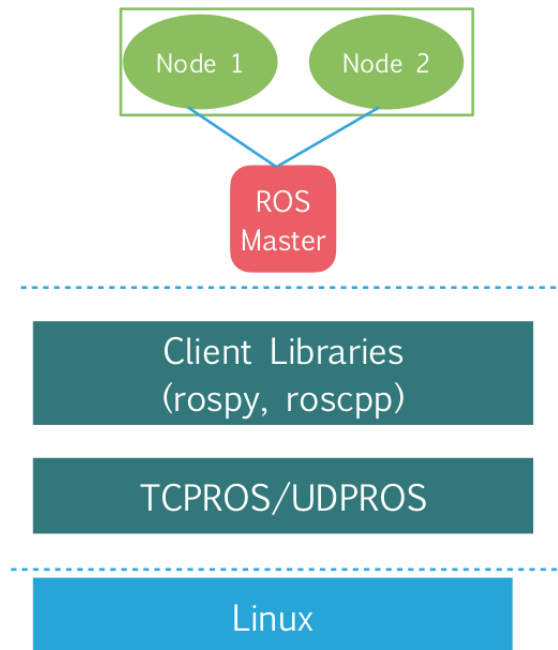 Node 1
Node 2
ROS
Master
Client Libraries
(rospy, roscpp)
TCPROS/UDPROS
Linux